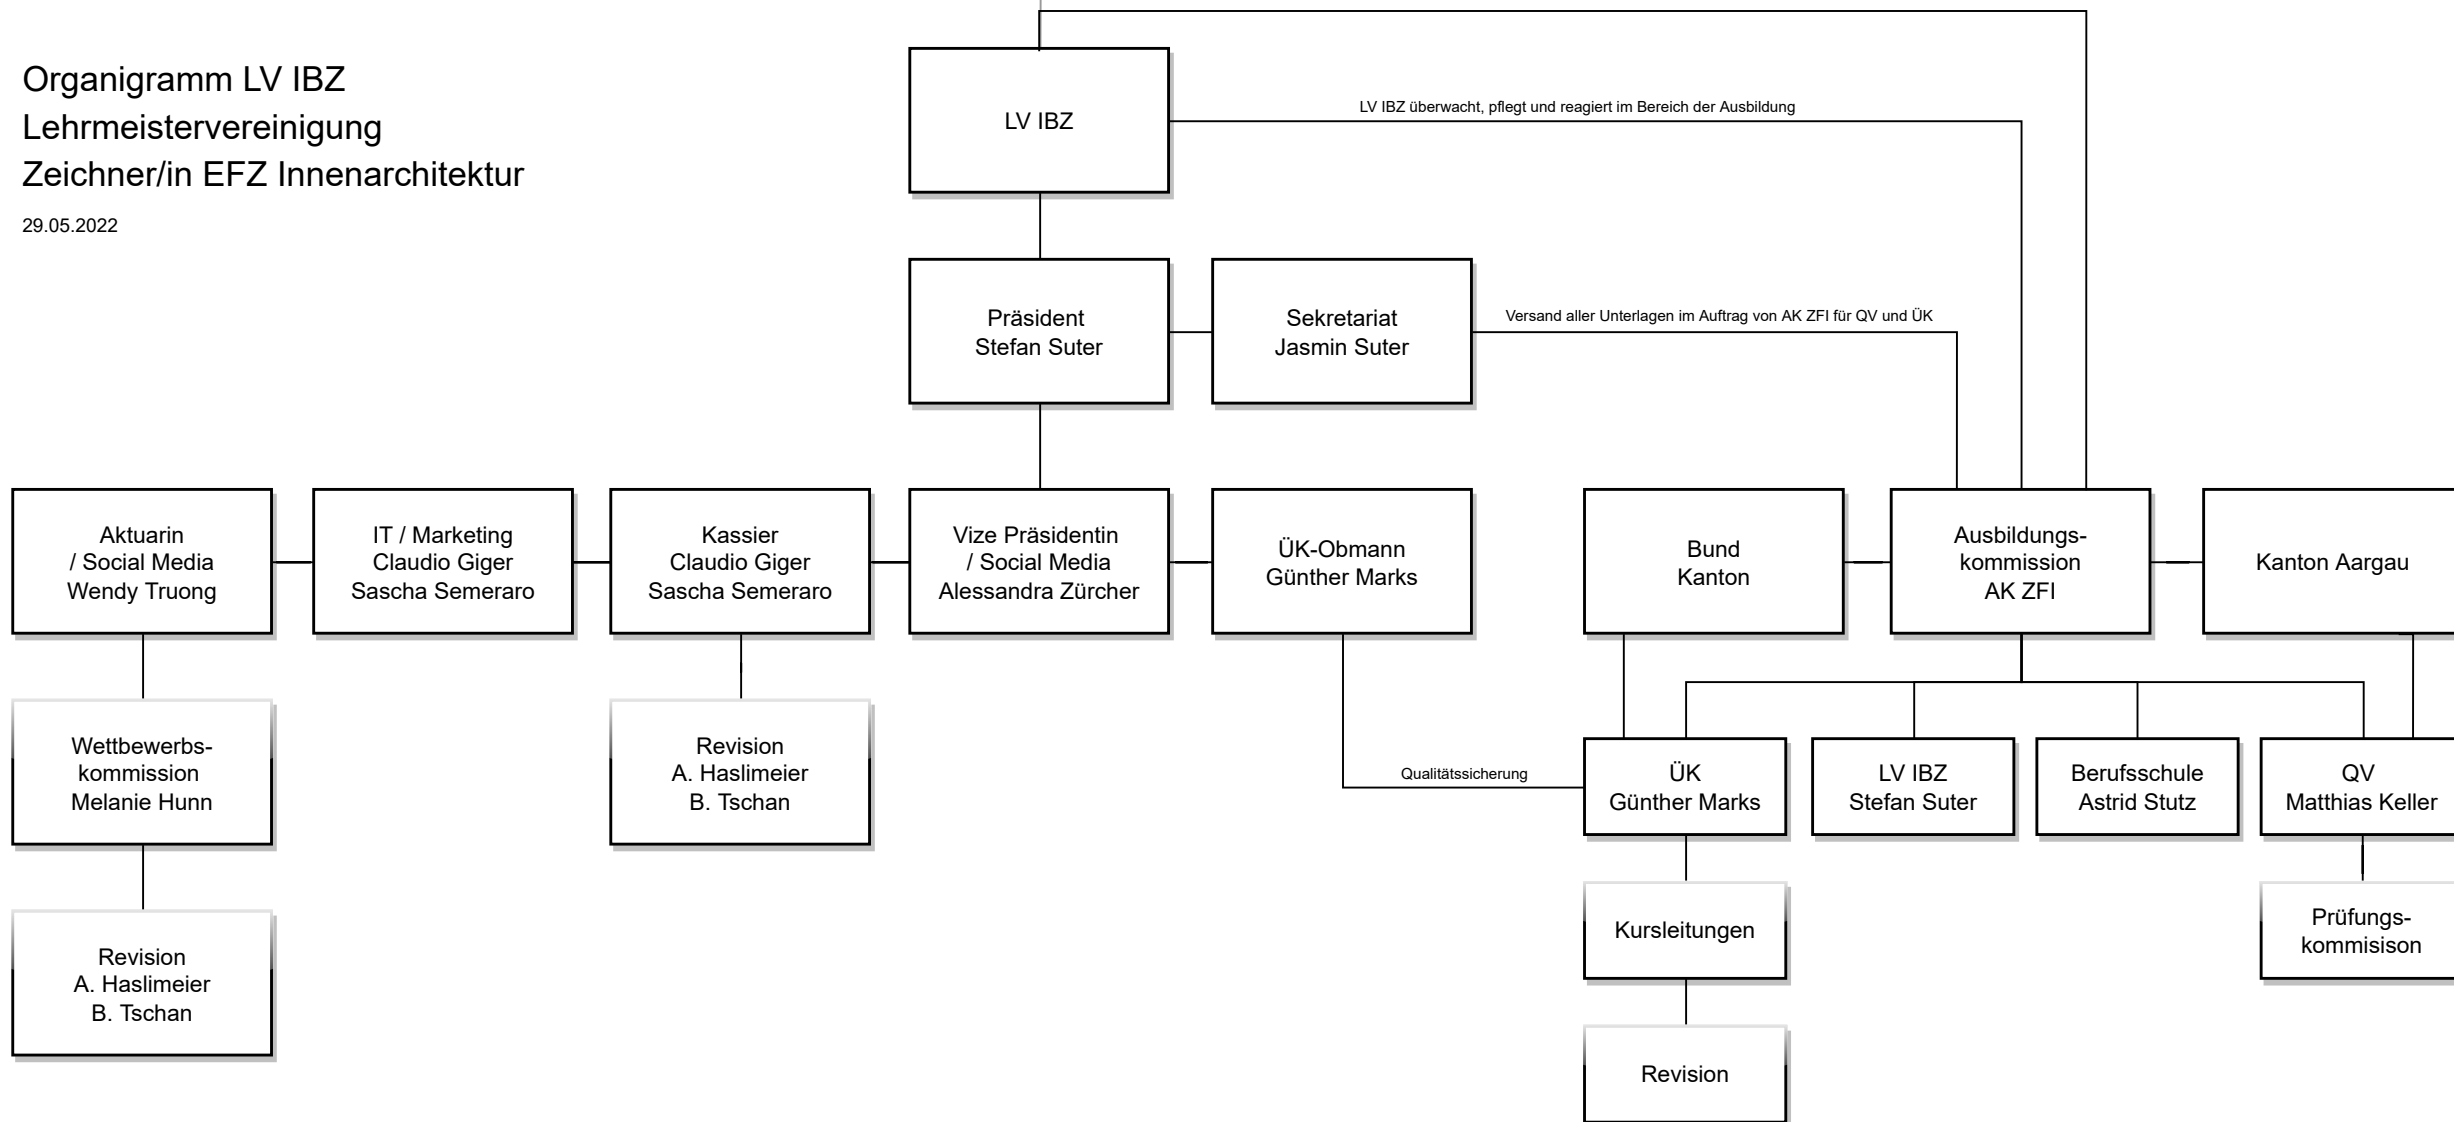 Organigramm LV IBZ
Lehrmeistervereinigung
Zeichner/in EFZ Innenarchitektur
29.05.2022
LV IBZ
LV IBZ überwacht, pflegt und reagiert im Bereich der Ausbildung
Präsident
Stefan Suter
Sekretariat
Jasmin Suter
Versand aller Unterlagen im Auftrag von AK ZFI für QV und ÜK
Aktuarin
/ Social Media
Wendy Truong
IT / Marketing
Claudio Giger
Sascha Semeraro
Kassier
Claudio Giger
Sascha Semeraro
Vize Präsidentin
/ Social Media
Alessandra Zürcher
ÜK-Obmann
Günther Marks
Bund
Kanton
Ausbildungs-
kommission
AK ZFI
Kanton Aargau
Wettbewerbs-
kommission
Melanie Hunn
Revision
A. Haslimeier
B. Tschan
Qualitätssicherung
ÜK
Günther Marks
LV IBZ
Stefan Suter
Berufsschule
Astrid Stutz
QV
Matthias Keller
Revision
A. Haslimeier
B. Tschan
Kursleitungen
Prüfungs-
kommisison
Revision